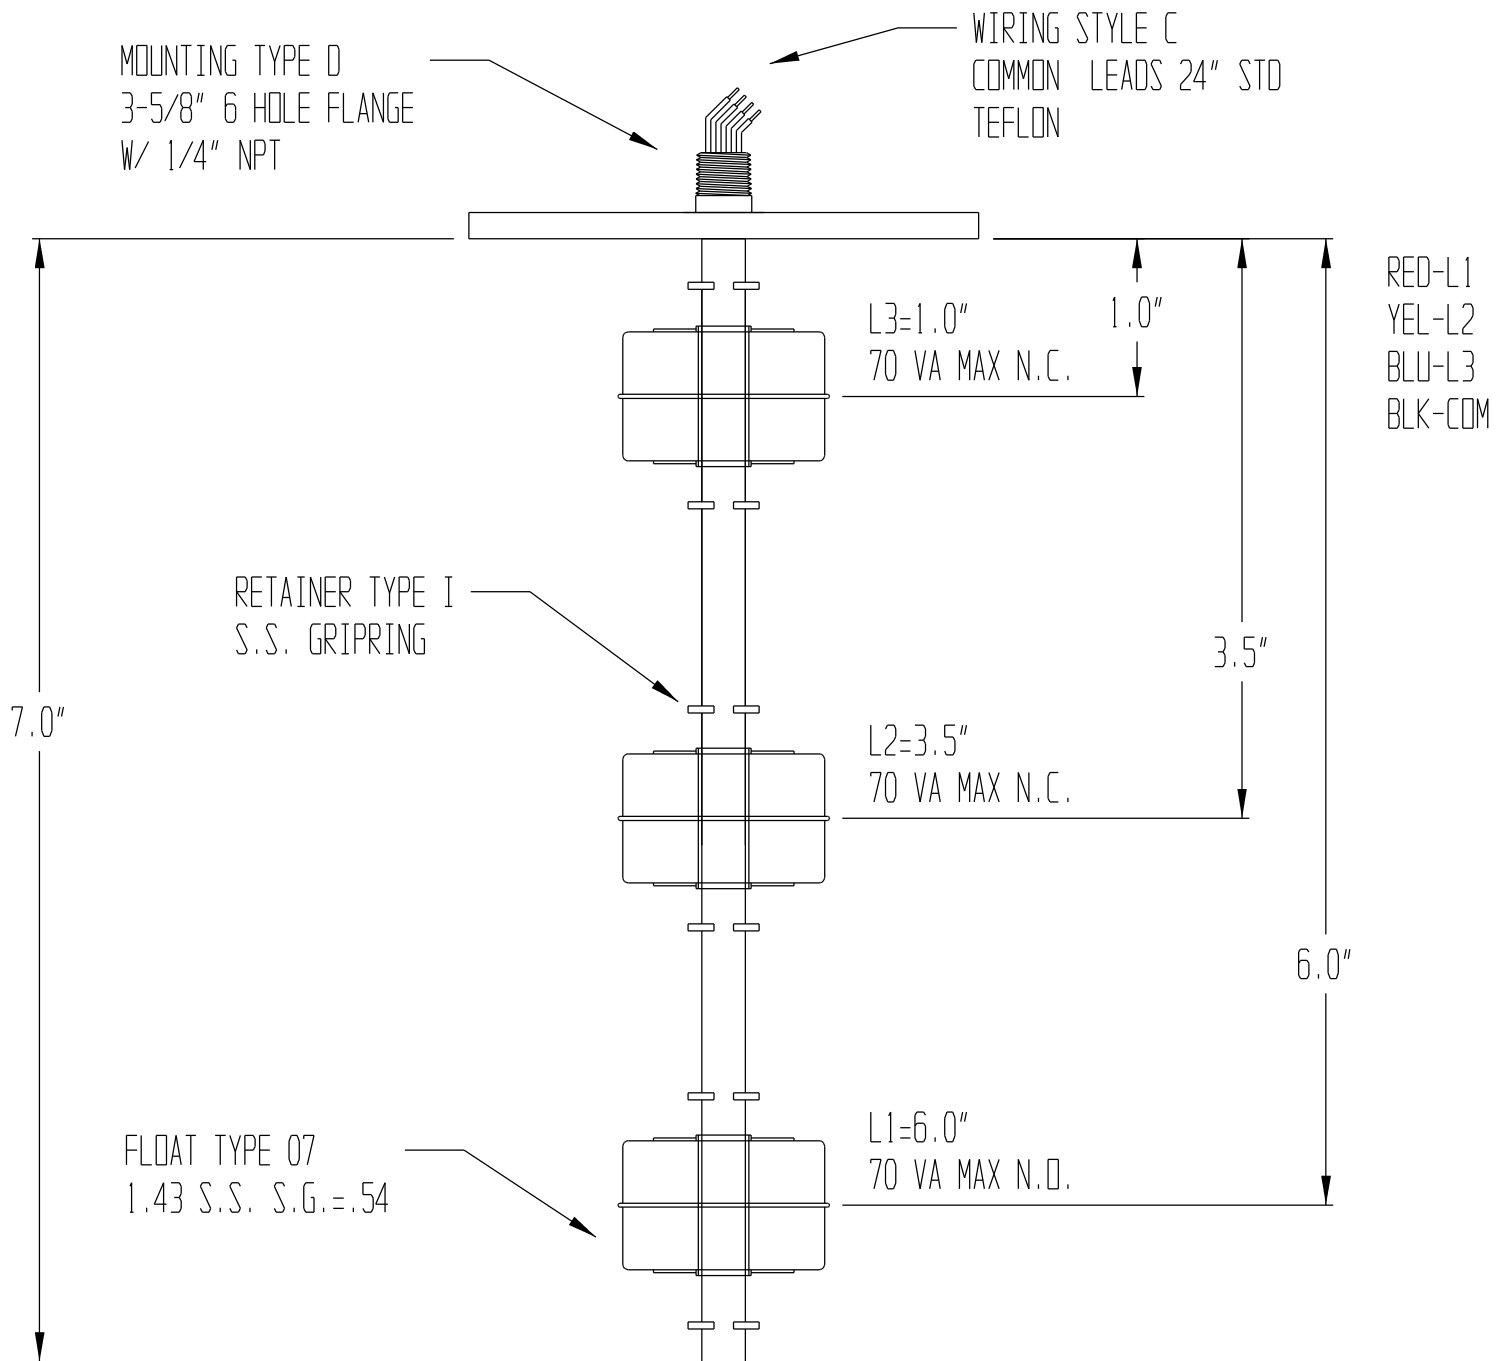 MOUNTING TYPE D
3-5/8" 6 HOLE FLANGE
W/ 1/4" NPT
WIRING STYLE C
COMMON LEADS 24" STD
TEFLON
RED-L1
YEL-L2
BLU-L3
BLK-COM
L3=1.0"
70 VA MAX N.C.
1.0"
RETAINER TYPE I
S.S. GRIPRING
3.5"
7.0"
L2=3.5"
70 VA MAX N.C.
6.0"
FLOAT TYPE 07
1.43 S.S. S.G.=.54
L1=6.0"
70 VA MAX N.O.